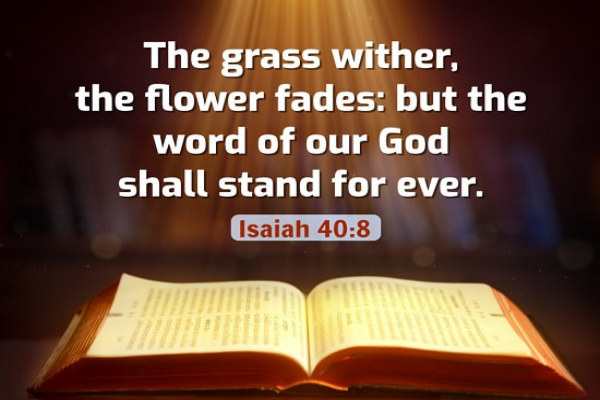 The grass wither,
the flower fades: but the
word of our God
shall stand for ever.
Isaiah 40:8